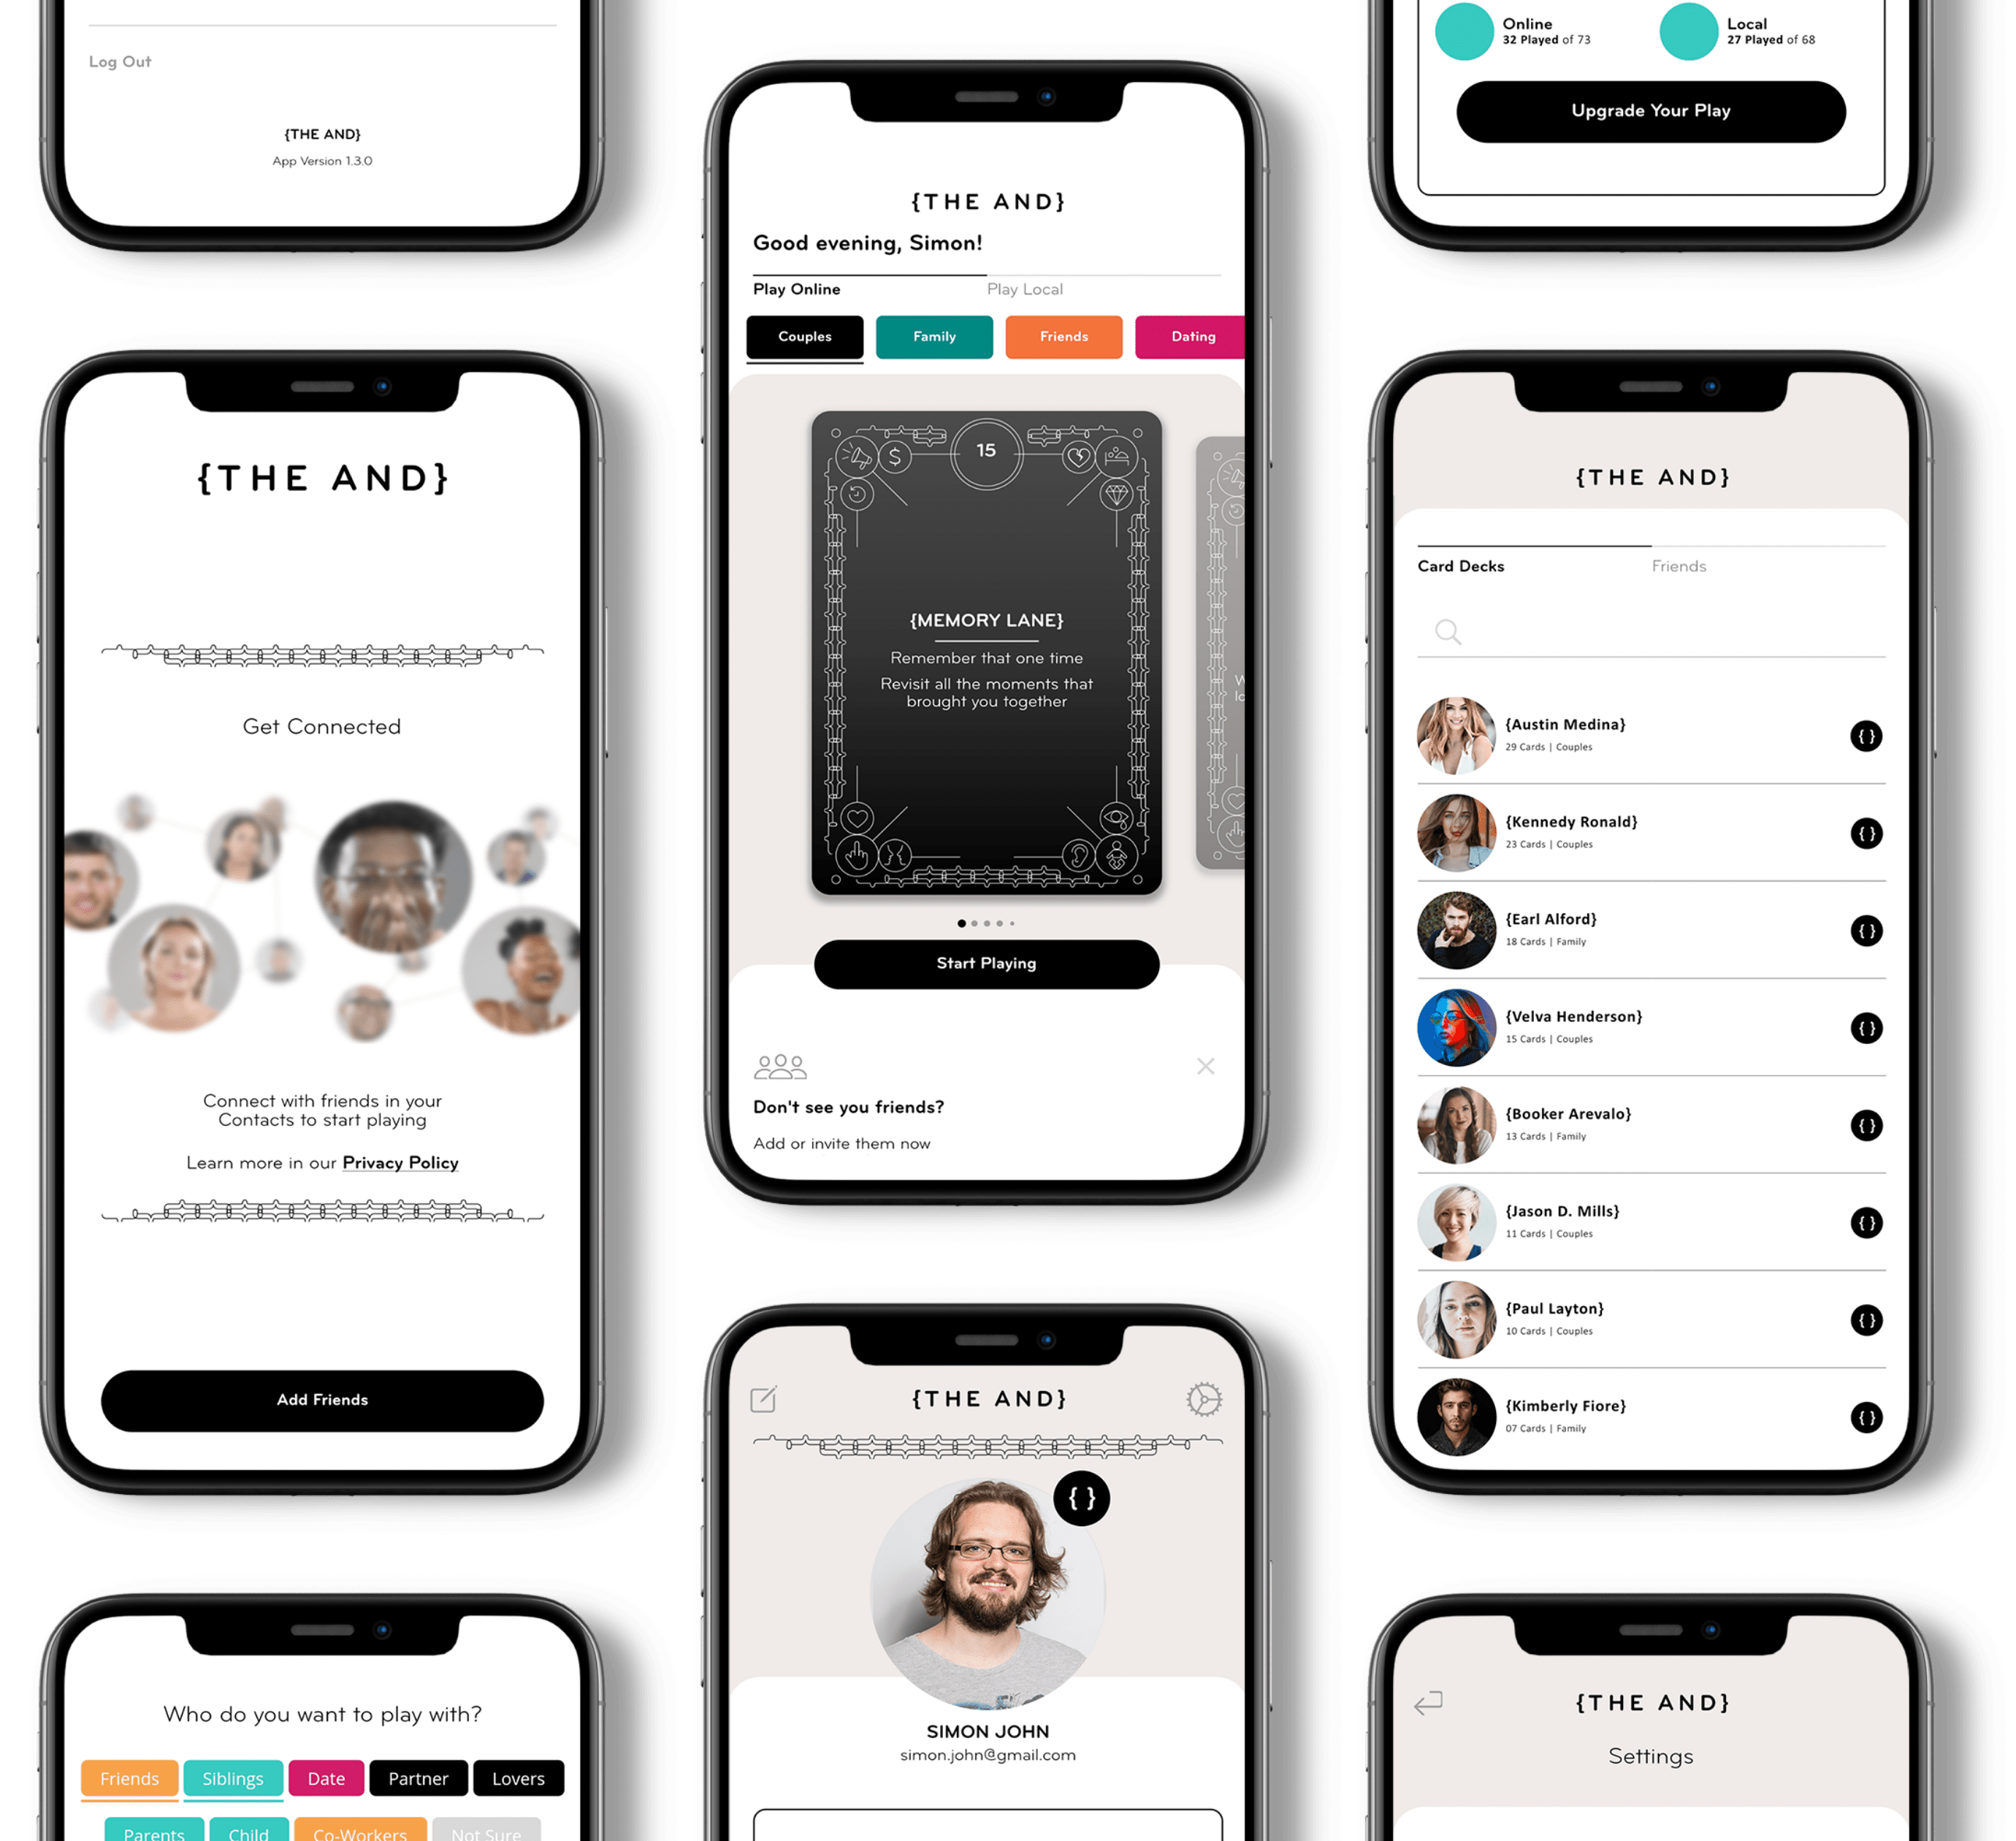 Log Out
{THE AND}
App Version 1.3.0
{THE AND}
Get Connected
Connect with friends in your
Contacts to start playing
Learn more in our Privacy Policy
Add Friends
Who do you want to play with?
Friends Siblings Date Partner Lovers
Parents Child Co-Workers Not Sure
{THE AND}
Good evening, Simon!
Play Online Play Local
Couples Family Friends Dating
15
{MEMORY LANE}
Remember that one time
Revisit all the moments that
brought you together
Start Playing
Don't see you friends?
Add or invite them now
{THE AND}
{ }
SIMON JOHN
simon.john@gmail.com
Online Local
32 Played of 73 27 Played of 68
Upgrade Your Play
{THE AND}
Card Decks Friends
{Austin Medina}
29 Cards | Couples
{ }
{Kennedy Ronald}
23 Cards | Couples
{ }
{Earl Alford}
18 Cards | Family
{ }
{Velva Henderson}
15 Cards | Couples
{ }
{Booker Arevalo}
13 Cards | Family
{ }
{Jason D. Mills}
11 Cards | Couples
{ }
{Paul Layton}
10 Cards | Couples
{ }
{Kimberly Fiore}
07 Cards | Family
{ }
{THE AND}
Settings